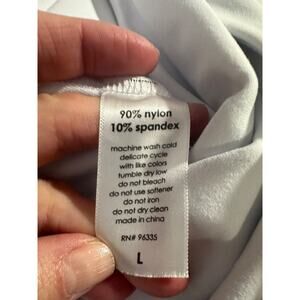 90% nylon
10% spandex
machine wash cold
delicate cycle
with like colors
tumble dry low
do not bleach
do not use softener
do not iron
do not dry clean
made in china
RN# 96335
L